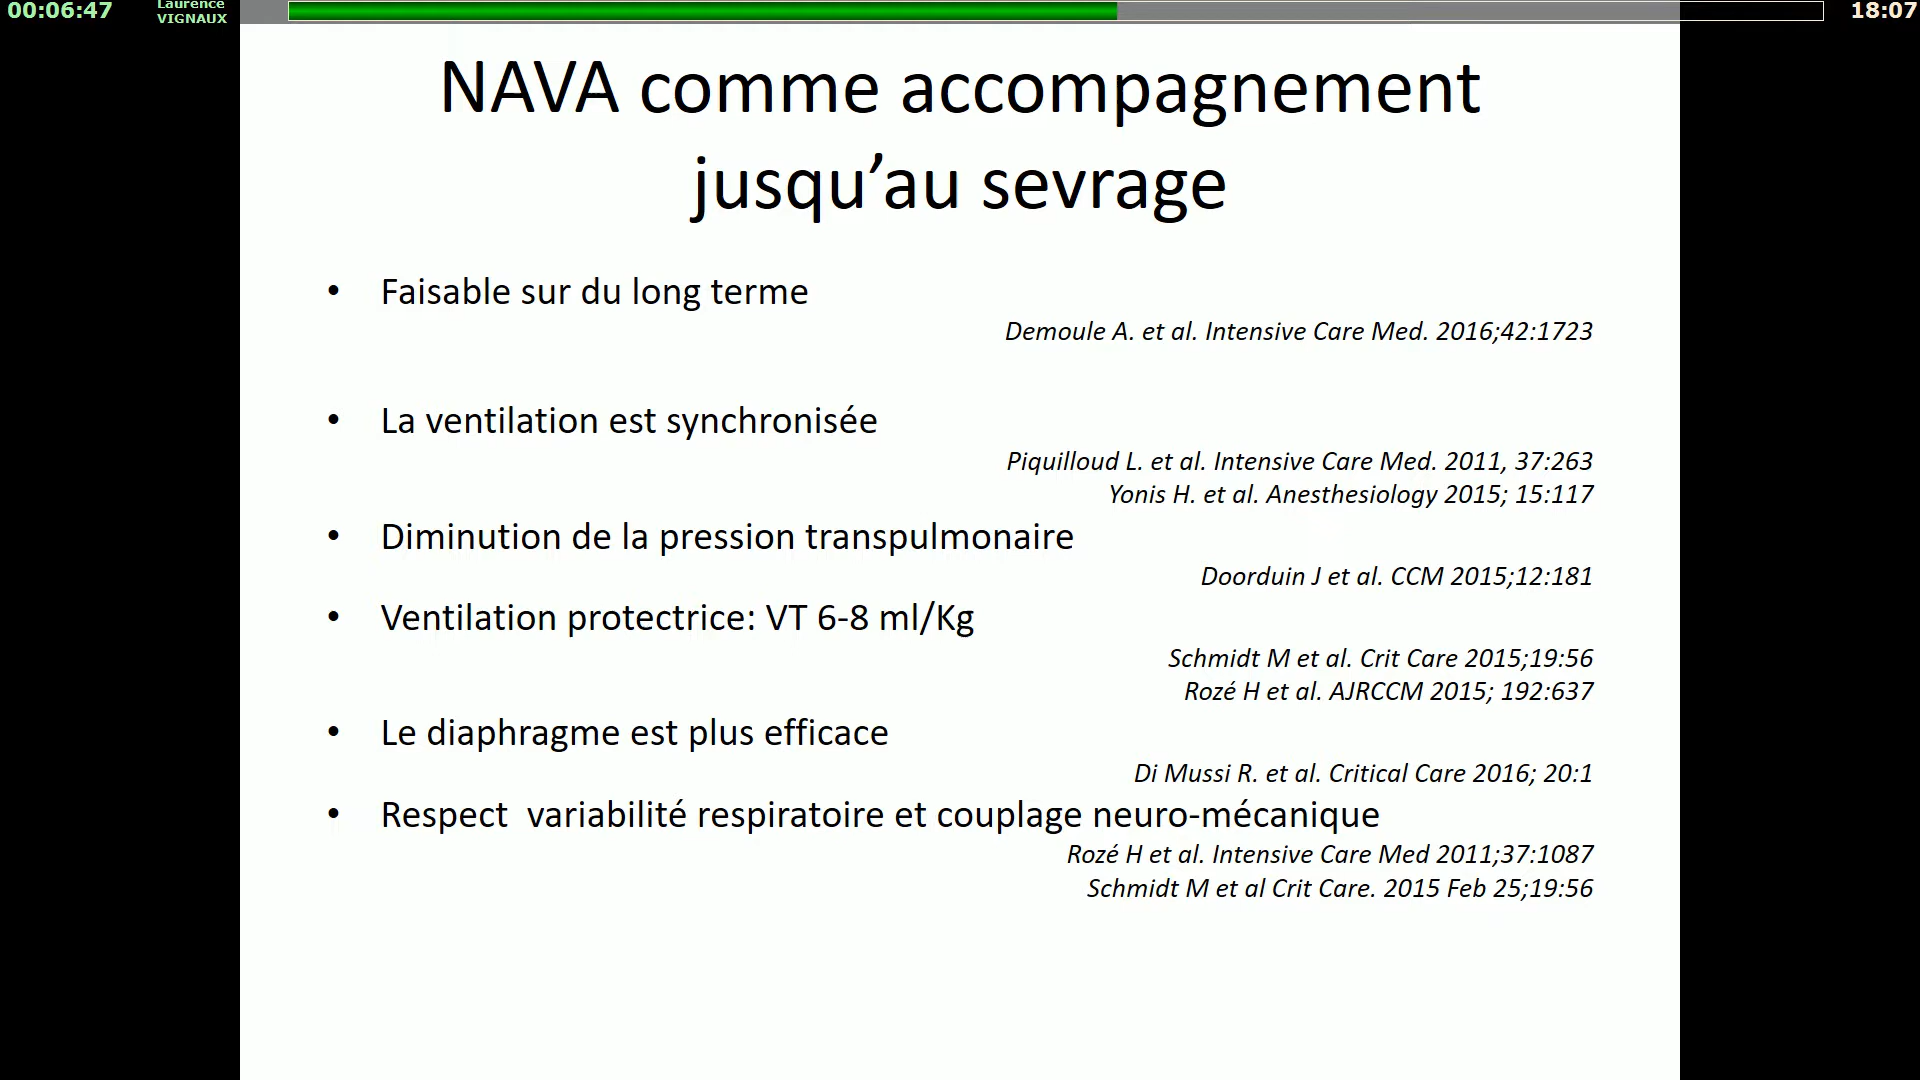 00:06:47
Laurence
VIGNAUX
18:07
NAVA comme accompagnement
jusqu’au sevrage
• Faisable sur du long terme
Demoule A. et al. Intensive Care Med. 2016;42:1723
• La ventilation est synchronisée
Piquilloud L. et al. Intensive Care Med. 2011, 37:263
Yonis H. et al. Anesthesiology 2015; 15:117
• Diminution de la pression transpulmonaire
Doorduin J et al. CCM 2015;12:181
• Ventilation protectrice: VT 6-8 ml/Kg
Schmidt M et al. Crit Care 2015;19:56
Rozé H et al. AJRCCM 2015; 192:637
• Le diaphragme est plus efficace
Di Mussi R. et al. Critical Care 2016; 20:1
• Respect  variabilité respiratoire et couplage neuro-mécanique
Rozé H et al. Intensive Care Med 2011;37:1087
Schmidt M et al Crit Care. 2015 Feb 25;19:56